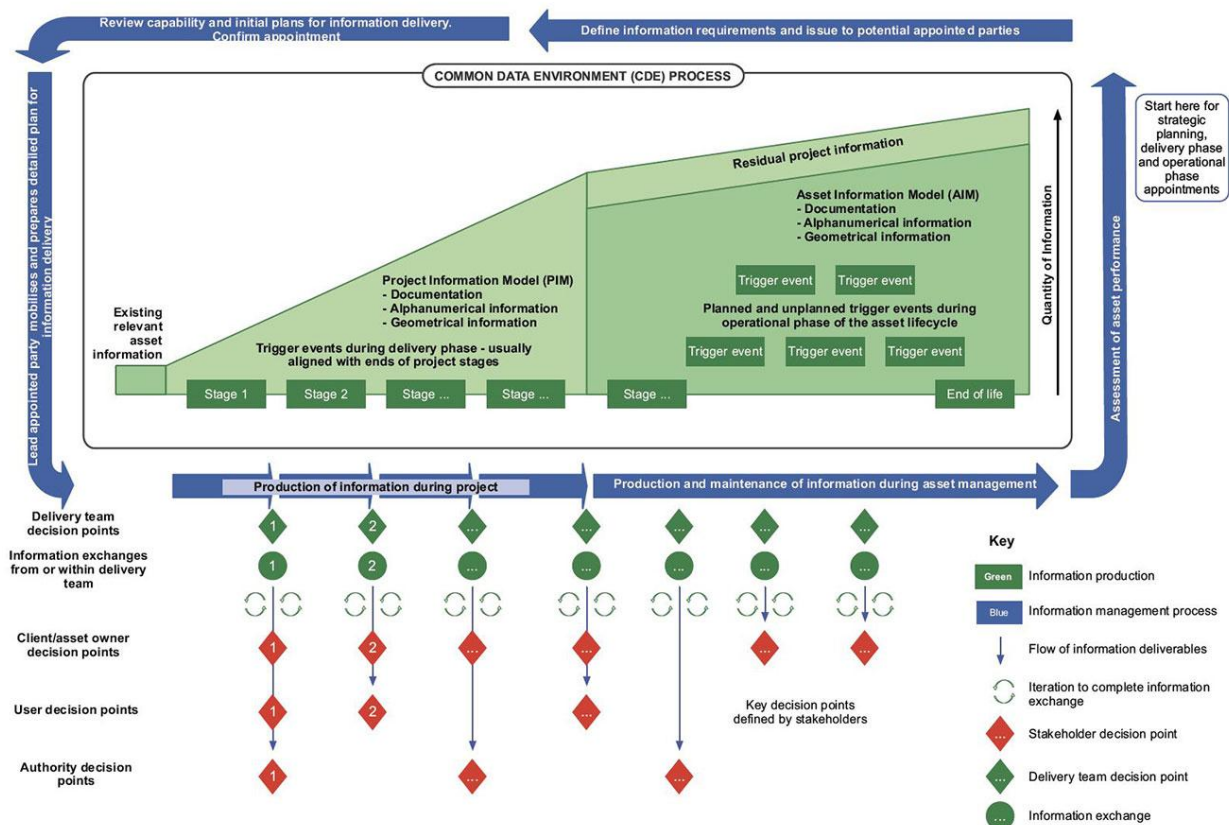 Review capability and initial plans for information delivery.
Confirm appointment
Define information requirements and issue to potential appointed parties
COMMON DATA ENVIRONMENT (CDE) PROCESS
Start here for
strategic
planning,
delivery phase
and operational
phase
appointments
Lead appointed party mobilises and prepares detailed plan for
information delivery
Residual project information
Asset Information Model (AIM)
- Documentation
- Alphanumerical information
- Geometrical information
Quantity of Information
Assessment of asset performance
Project Information Model (PIM)
- Documentation
- Alphanumerical information
- Geometrical information
Trigger event
Trigger event
Planned and unplanned trigger events during
operational phase of the asset lifecycle
Existing
relevant
asset
information
Trigger events during delivery phase - usually
aligned with ends of project stages
Trigger event
Trigger event
Trigger event
Stage 1
Stage 2
Stage ...
Stage ...
Stage ...
End of life
Production of information during project
Production and maintenance of information during asset management
Delivery team
decision points
1
2
...
...
...
...
...
Information exchanges
from or within delivery
team
1
2
...
...
...
...
...
Client/asset owner
decision points
1
2
...
...
...
...
User decision points
1
2
...
Key decision points
defined by stakeholders
Authority decision
points
1
...
...
Key
Green
Information production
Blue
Information management process
Flow of information deliverables
Iteration to complete information
exchange
...
Stakeholder decision point
...
Delivery team decision point
...
Information exchange